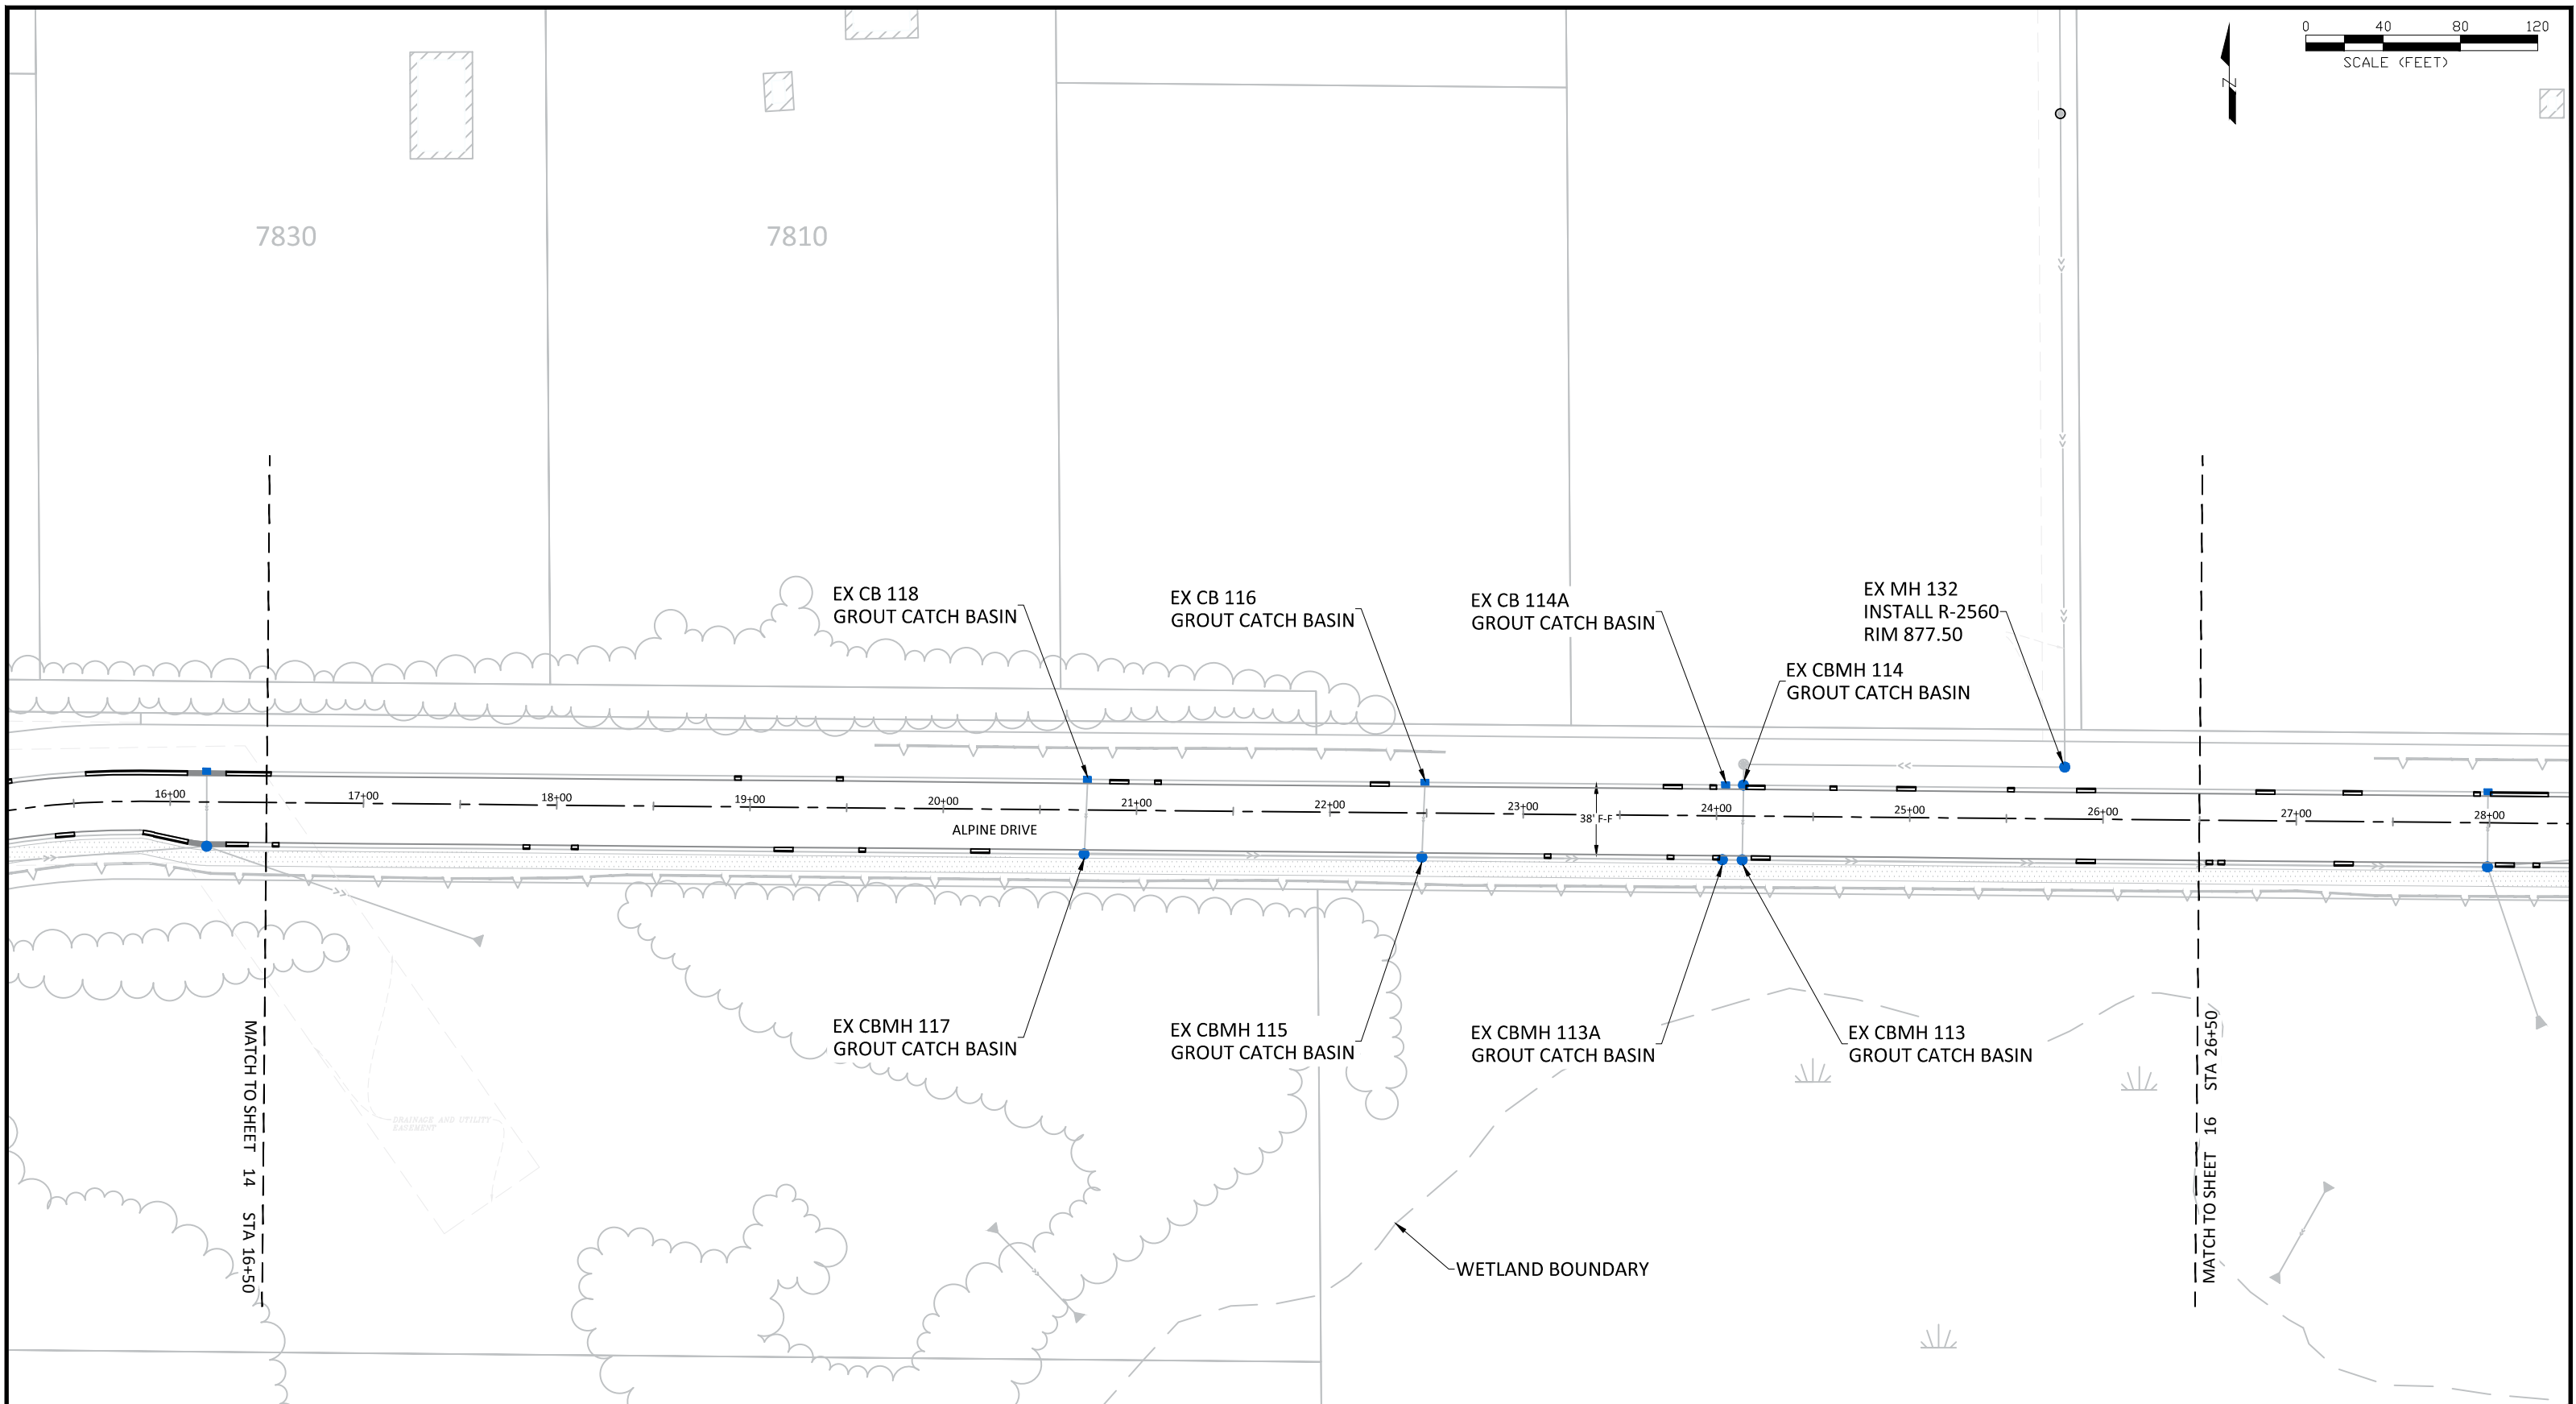 0 40 80 120
SCALE (FEET)
N
7830
7810
EX CB 118
GROUT CATCH BASIN
EX CB 116
GROUT CATCH BASIN
EX CB 114A
GROUT CATCH BASIN
EX MH 132
INSTALL R-2560
RIM 877.50
EX CBMH 114
GROUT CATCH BASIN
16+00 17+00 18+00 19+00 20+00 21+00 22+00 23+00 24+00 25+00 26+00 27+00 28+00
38' F-F
ALPINE DRIVE
EX CBMH 117
GROUT CATCH BASIN
EX CBMH 115
GROUT CATCH BASIN
EX CBMH 113A
GROUT CATCH BASIN
EX CBMH 113
GROUT CATCH BASIN
MATCH TO SHEET 14 STA 16+50
MATCH TO SHEET 16 STA 26+50
DRAINAGE AND UTILITY
EASEMENT
WETLAND BOUNDARY